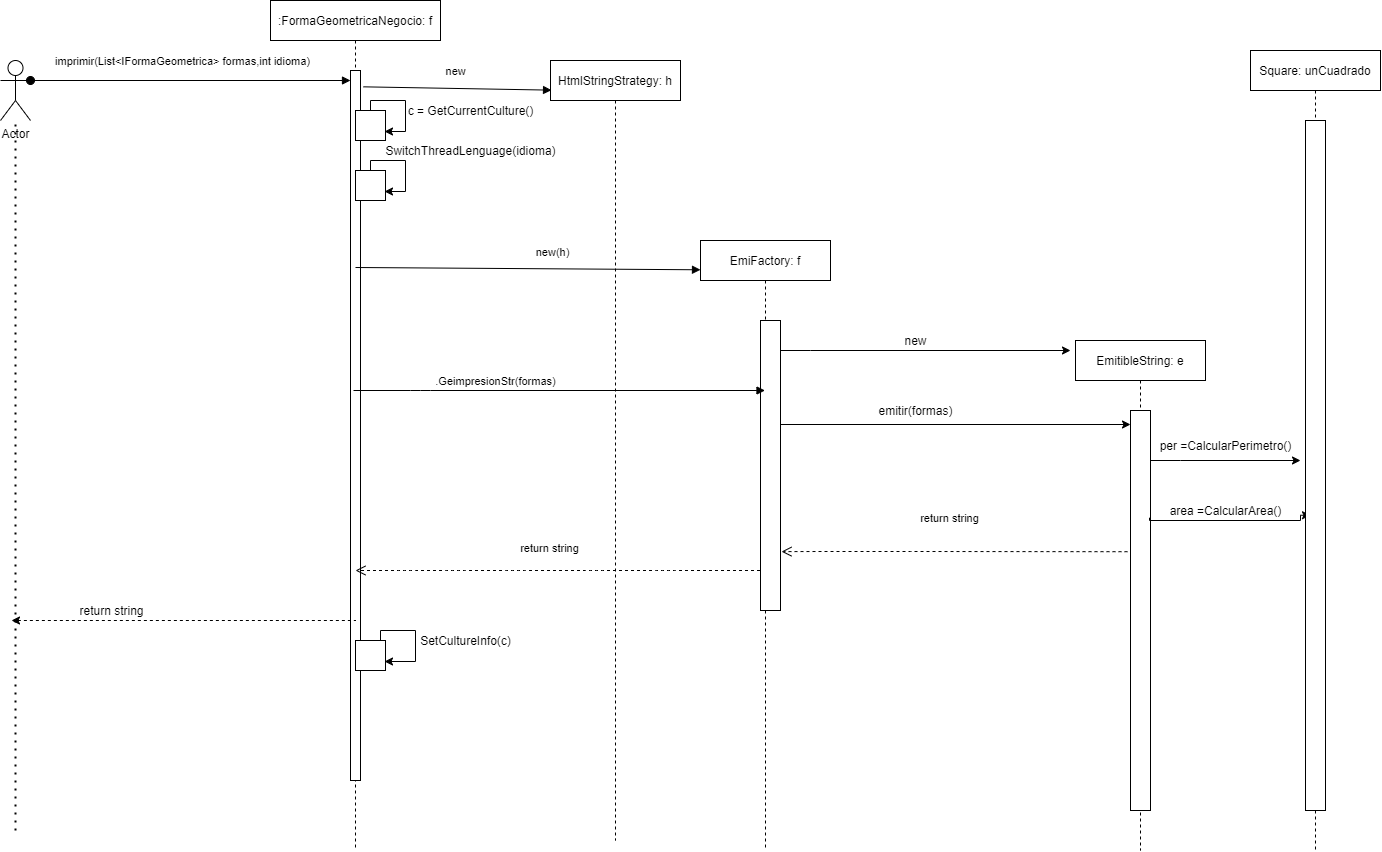 :FormaGeometricaNegocio: f
imprimir(List<IFormaGeometrica> formas,int idioma)
new
HtmlStringStrategy: h
Square: unCuadrado
c = GetCurrentCulture()
Actor
SwitchThreadLenguage(idioma)
new(h)
EmiFactory: f
new
EmitibleString: e
.GeimpresionStr(formas)
emitir(formas)
per =CalcularPerimetro()
area =CalcularArea()
return string
return string
return string
SetCultureInfo(c)